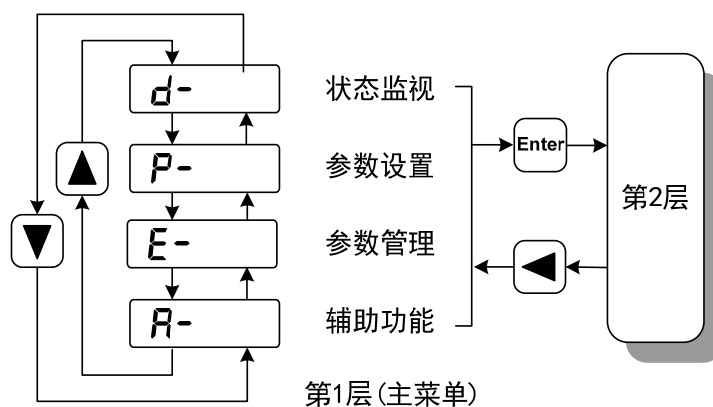 d- 状态监视
P- 参数设置
E- 参数管理
A- 辅助功能
Enter
第2层
第1层(主菜单)